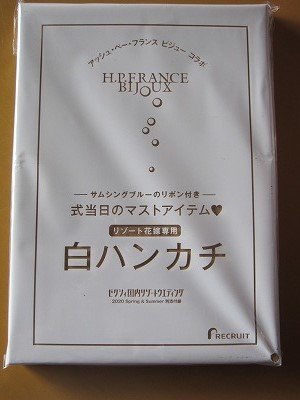 アッシュ・ペー・フランス ビジュー コラボ
H.P.FRANCE
BIJOUX
サムシングブルーのリボン付き
式当日のマストアイテム♥
リゾート花嫁専用
白ハンカチ
ゼクシィ国内リゾートウエディング
2020 Spring & Summer 特別付録
RECRUIT